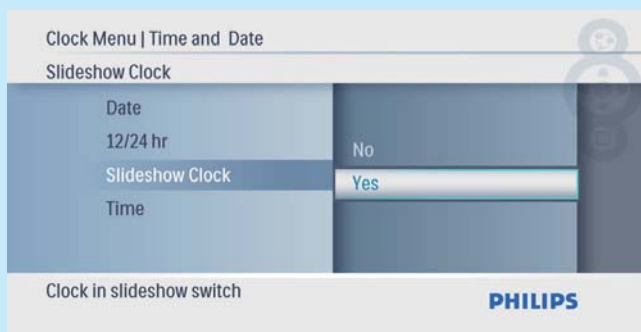 Clock Menu | Time and Date
Slideshow Clock
Date
12/24 hr
Slideshow Clock
Time
No
Yes
Clock in slideshow switch
PHILIPS